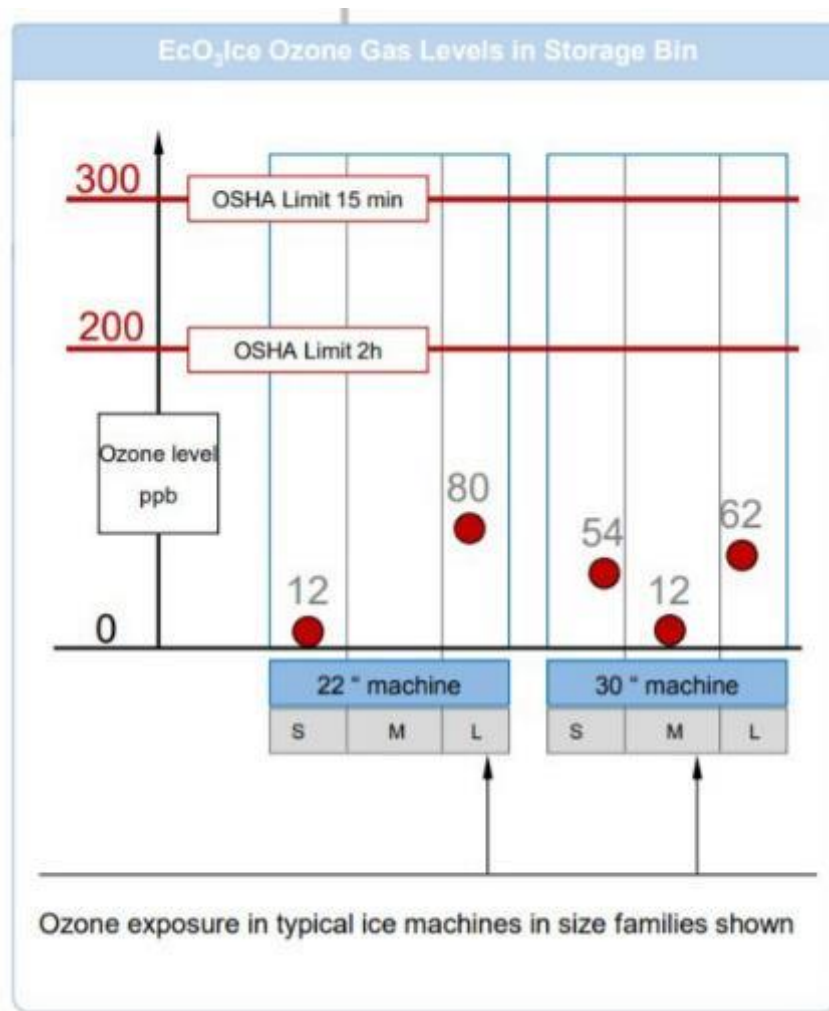 EcO₃Ice Ozone Gas Levels in Storage Bin
300
OSHA Limit 15 min
200
OSHA Limit 2h
Ozone level
ppb
80
62
54
12
12
0
22 “ machine
30 “ machine
S M L
S M L
Ozone exposure in typical ice machines in size families shown